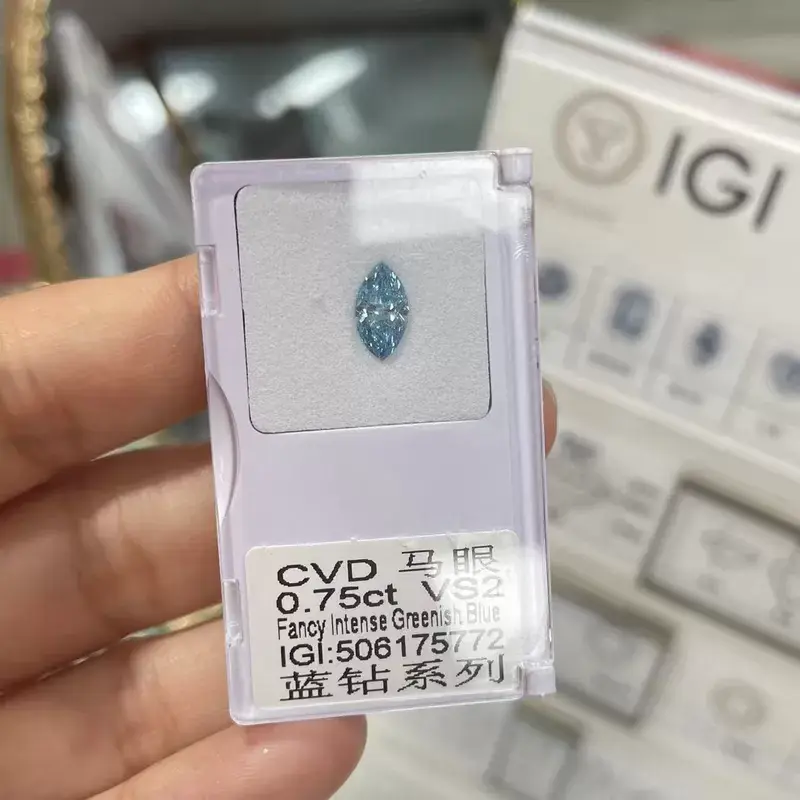 IGI
CVD 马眼
0.75ct VS2
Fancy Intense Greenish Blue
IGI:506175772
蓝钻系列